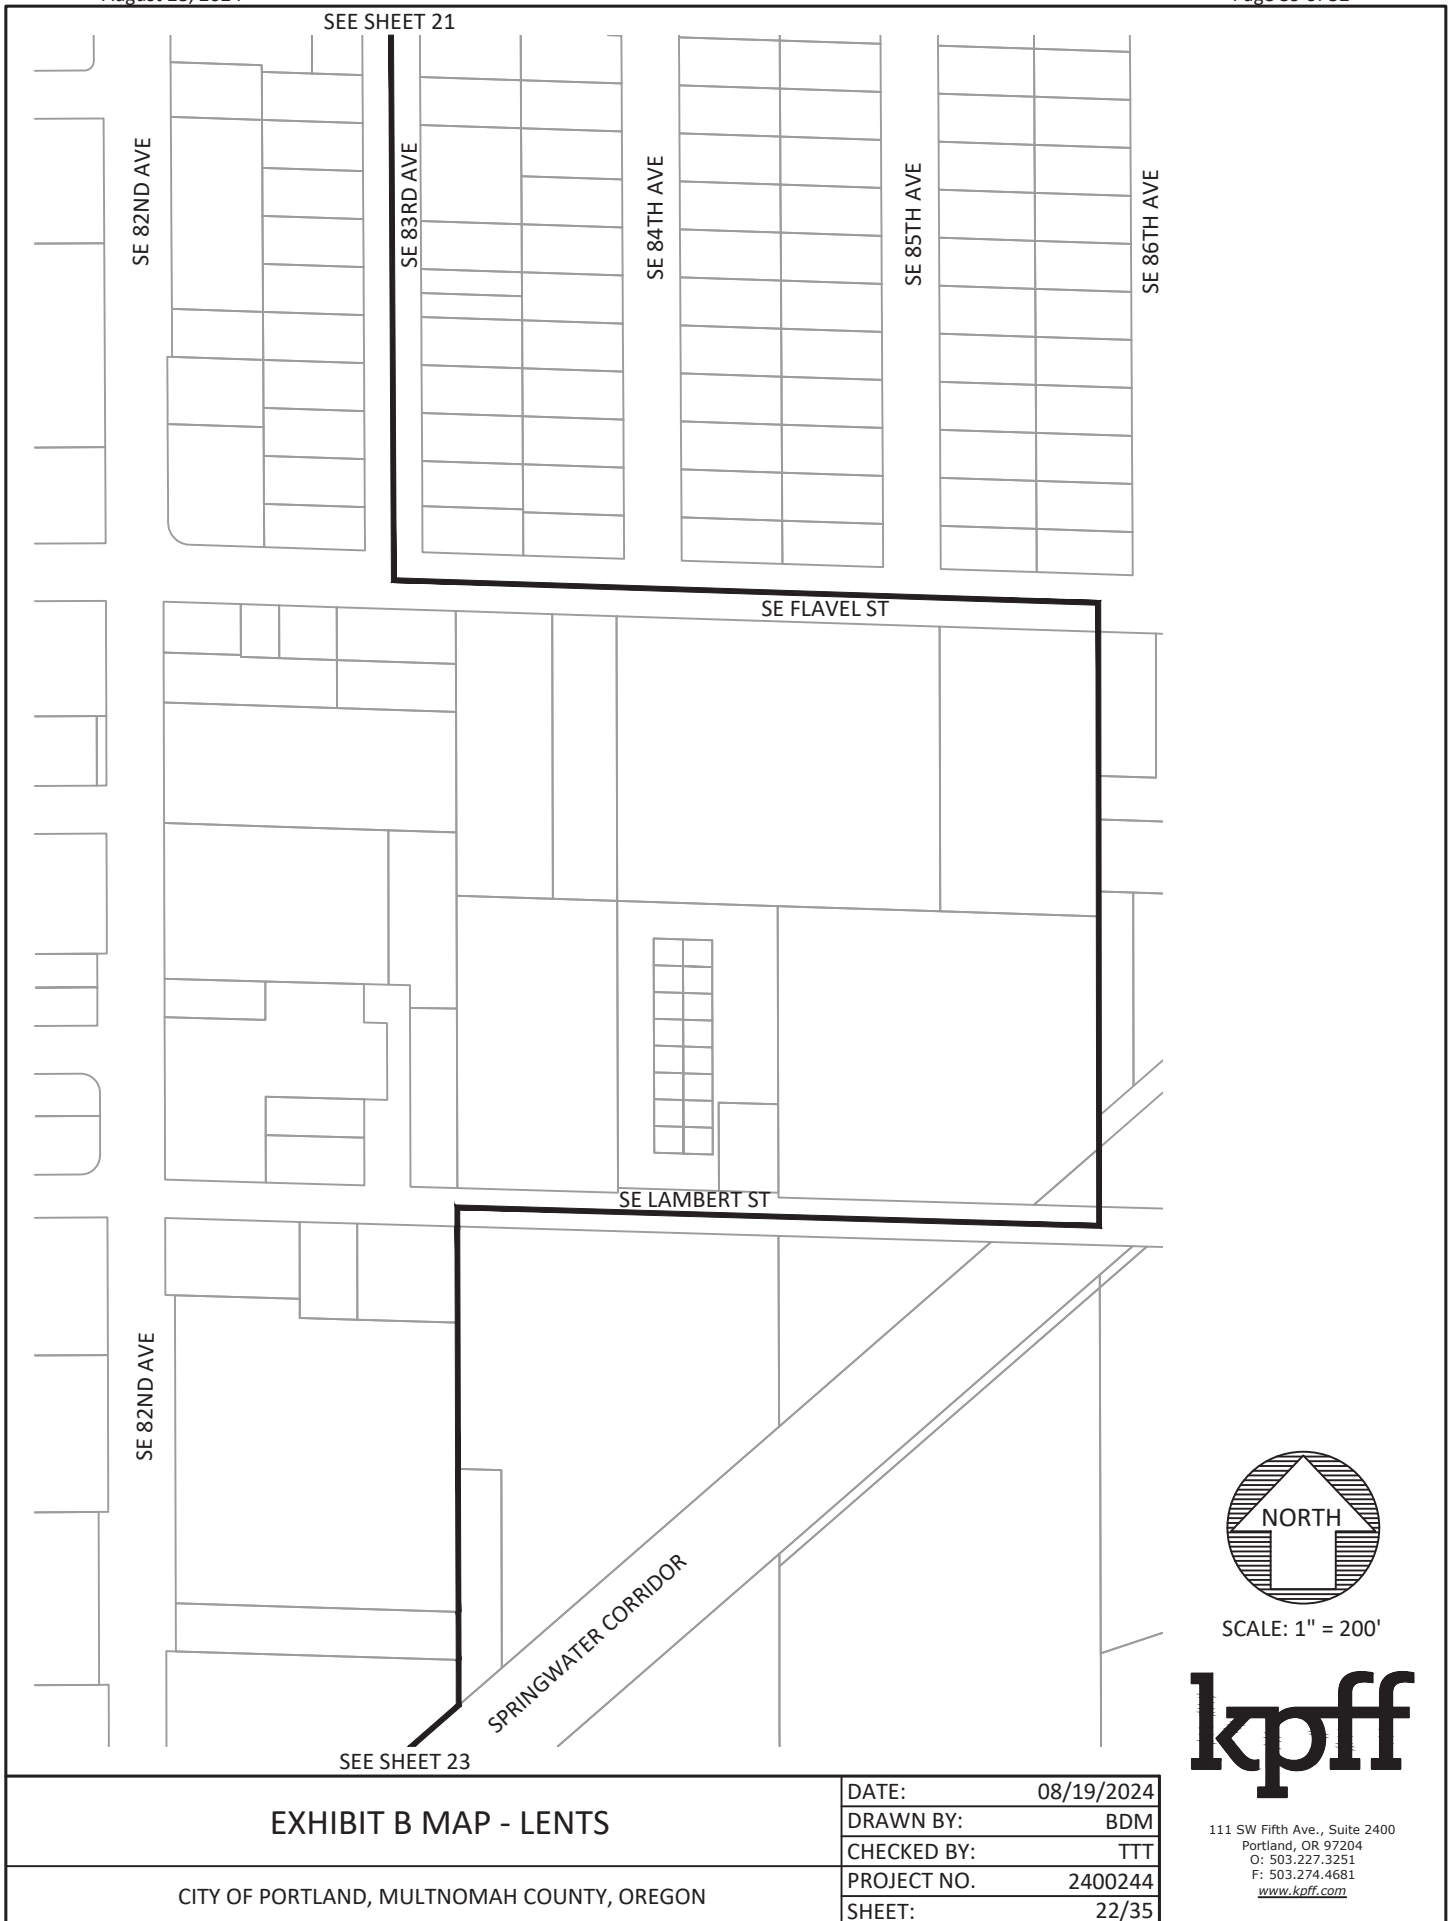 SEE SHEET 21
SE 82ND AVE
SE 83RD AVE
SE 84TH AVE
SE 85TH AVE
SE 86TH AVE
SE FLAVEL ST
SE LAMBERT ST
SE 82ND AVE
SPRINGWATER CORRIDOR
NORTH
SCALE: 1" = 200'
kpff
SEE SHEET 23
EXHIBIT B MAP - LENTS
CITY OF PORTLAND, MULTNOMAH COUNTY, OREGON
DATE: 08/19/2024
DRAWN BY: BDM
CHECKED BY: TTT
PROJECT NO. 2400244
SHEET: 22/35
111 SW Fifth Ave., Suite 2400
Portland, OR 97204
O: 503.227.3251
F: 503.274.4681
www.kpff.com